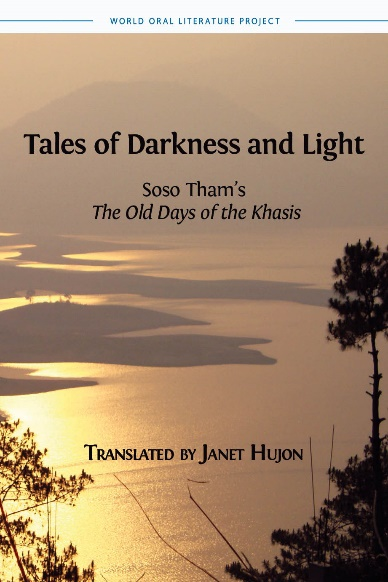 WORLD ORAL LITERATURE PROJECT
Tales of Darkness and Light
Soso Tham's
The Old Days of the Khasis
TRANSLATED BY JANET HUJON